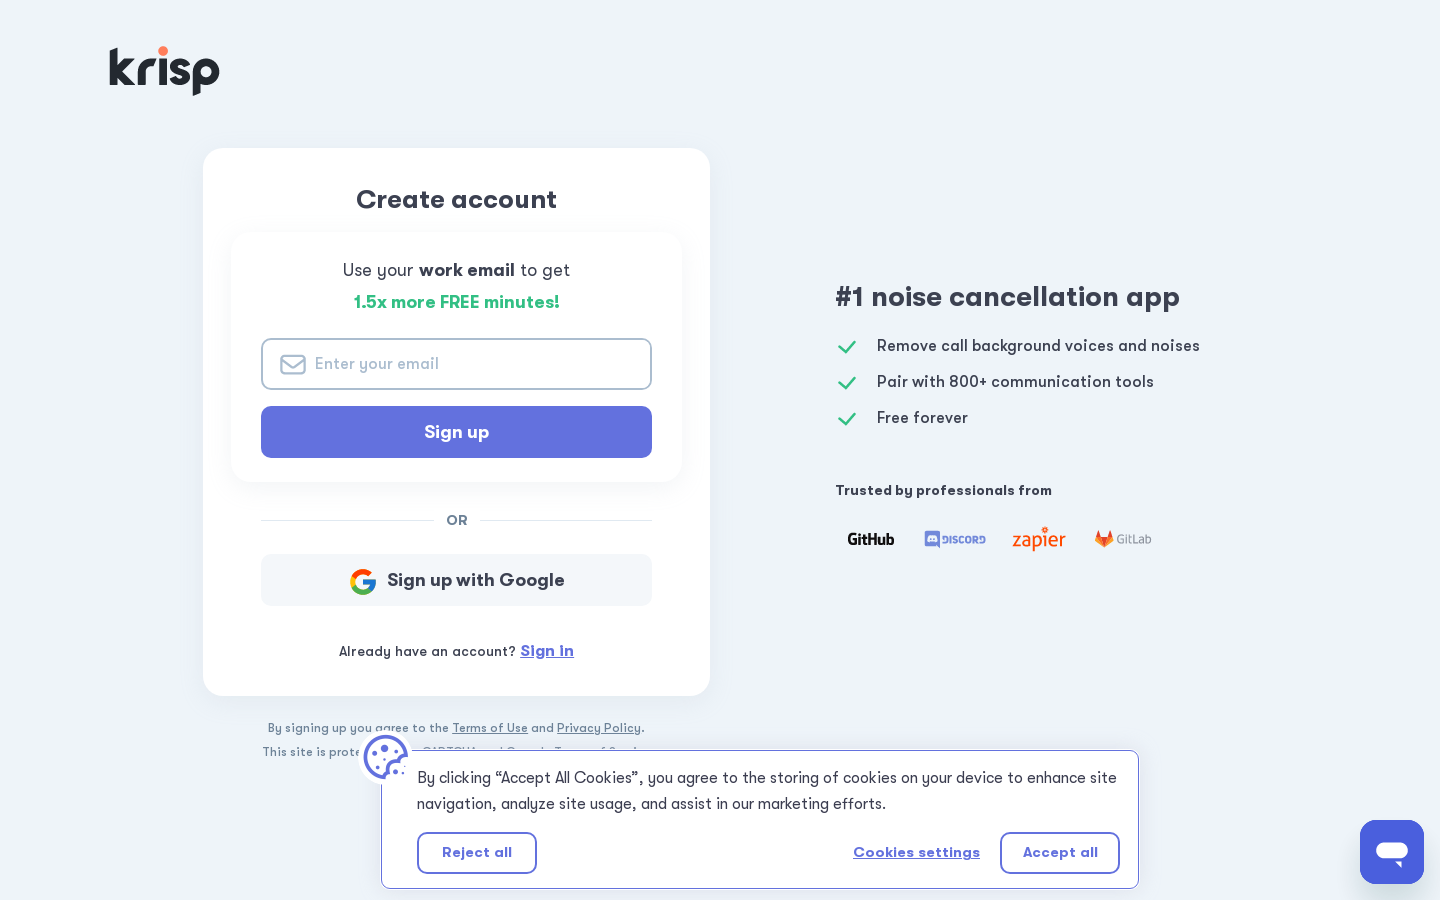 krisp
Create account
Use your work email to get
1.5x more FREE minutes!
Enter your email
Sign up
OR
Sign up with Google
Already have an account? Sign in
By signing up you agree to the Terms of Use and Privacy Policy.
This site is
#1 noise cancellation app
Remove call background voices and noises
Pair with 800+ communication tools
Free forever
Trusted by professionals from
GitHub DISCORD zapier GitLab
By clicking “Accept All Cookies”, you agree to the storing of cookies on your device to enhance site
navigation, analyze site usage, and assist in our marketing efforts.
Reject all
Cookies settings
Accept all